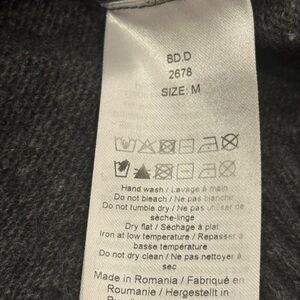 BD.D
2678
SIZE: M
Hand wash / Lavage à main
Do not bleach / Ne pas blanchir
Do not tumble dry / Ne pas utiliser de
sèche-linge
Dry flat / Séchage à plat
Iron at low temperature / Repasser à
basse température
Do not dry clean / Ne pas nettoyer à
sec
Made in Romania / Fabriqué en
Roumanie / Hergestellt in